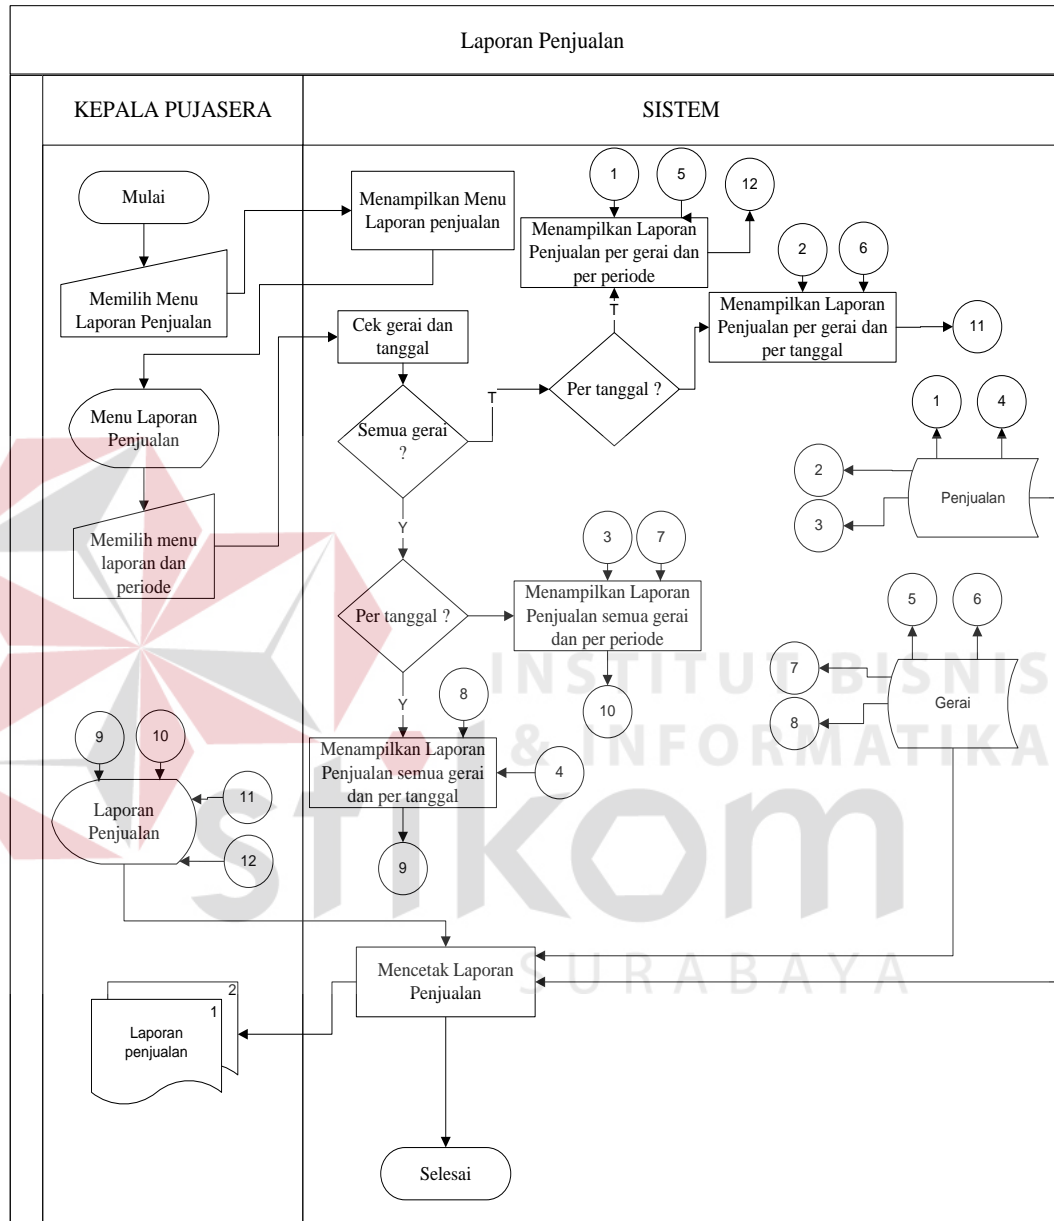 Laporan Penjualan
KEPALA PUJASERA
SISTEM
Mulai
Menampilkan Menu
Laporan penjualan
1
5
12
Menampilkan Laporan
Penjualan per gerai dan
per periode
2
6
Memilih Menu
Laporan Penjualan
Menampilkan Laporan
Penjualan per gerai dan
per tanggal
11
Cek gerai dan
tanggal
T
Per tanggal ?
T
Menu Laporan
Penjualan
Semua gerai
?
1
4
2
3
Penjualan
Memilih menu
laporan dan
periode
Y
3
7
Per tanggal ?
Menampilkan Laporan
Penjualan semua gerai
dan per periode
10
5
6
7
8
Gerai
INSTITUT BISNIS
& INFORMATIKA
stikom
SURABAYA
Y
8
Menampilkan Laporan
Penjualan semua gerai
dan per tanggal
4
9
9
10
11
12
Laporan
Penjualan
Mencetak Laporan
Penjualan
2
1
Laporan
penjualan
Selesai